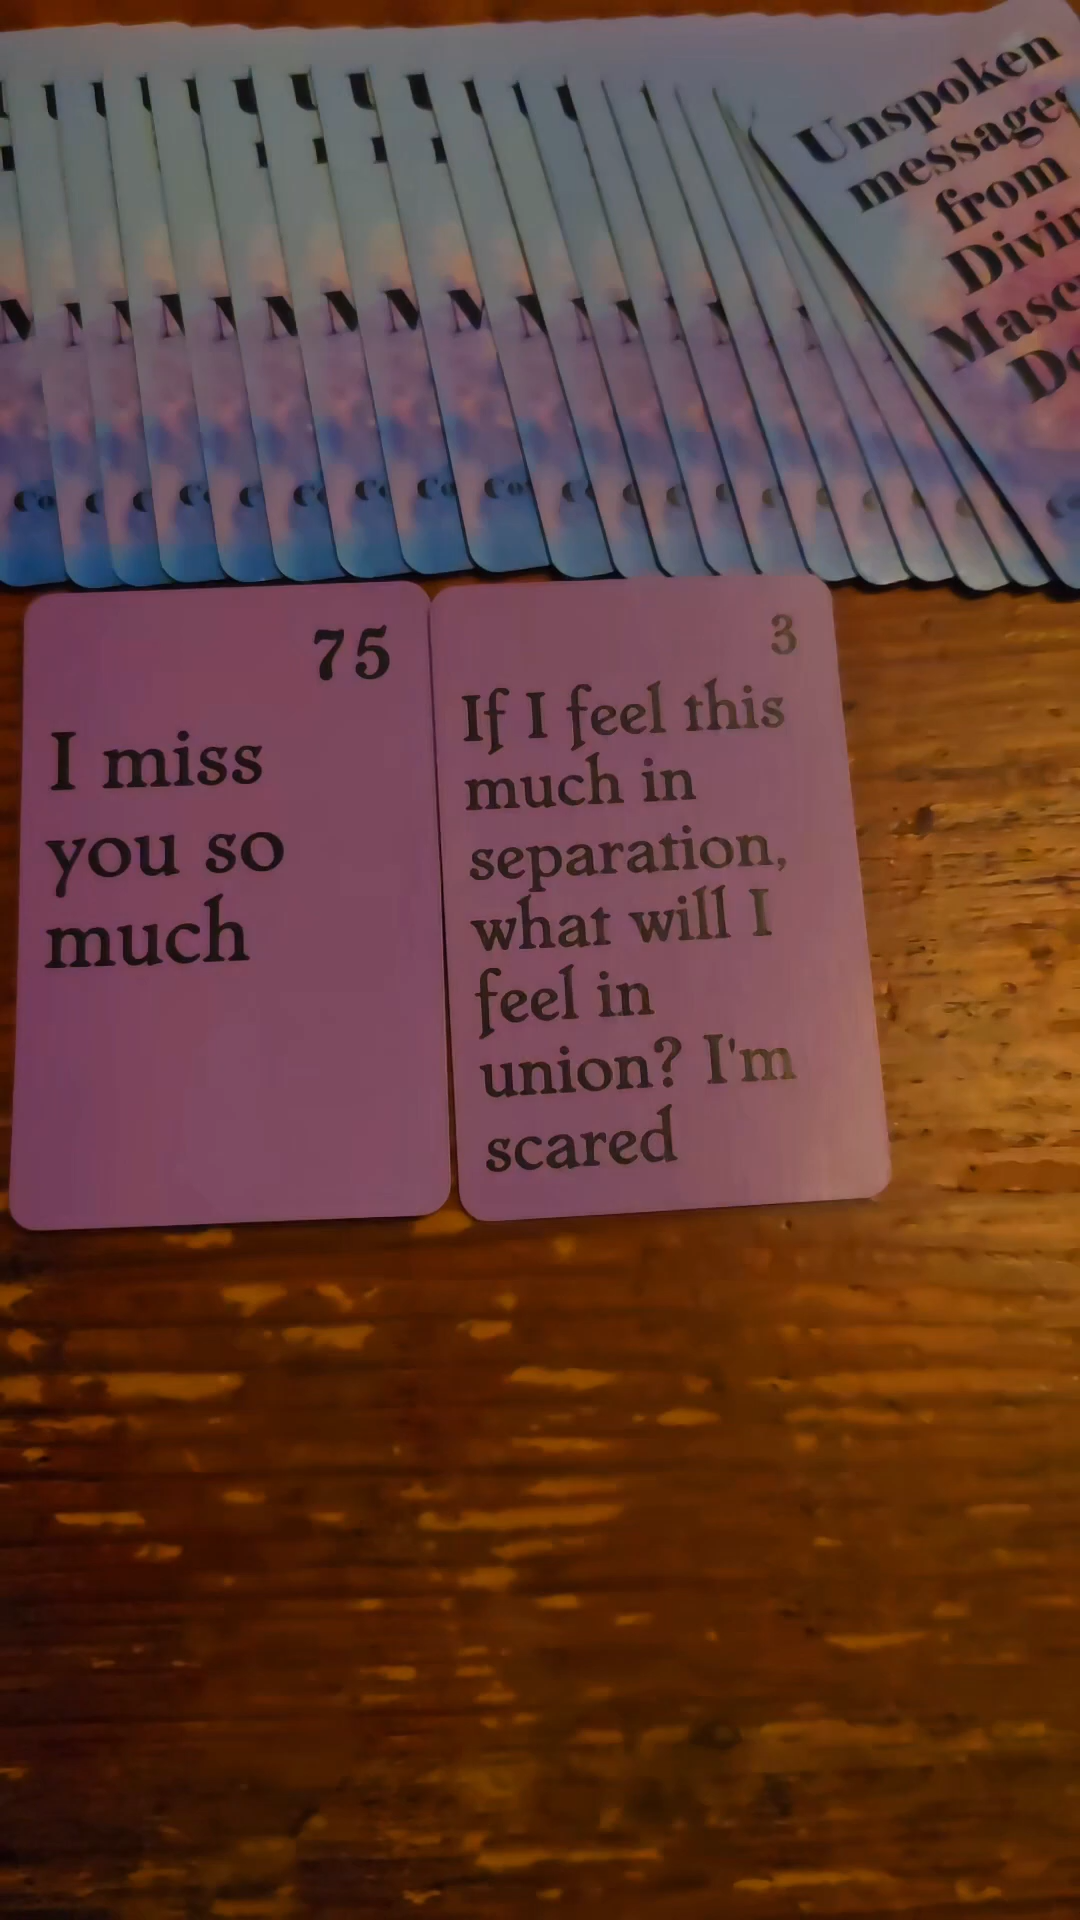 Unspoken
messages
from
75
I miss
you so
much
3
If I feel this
much in
separation,
what will I
feel in
union? I'm
scared